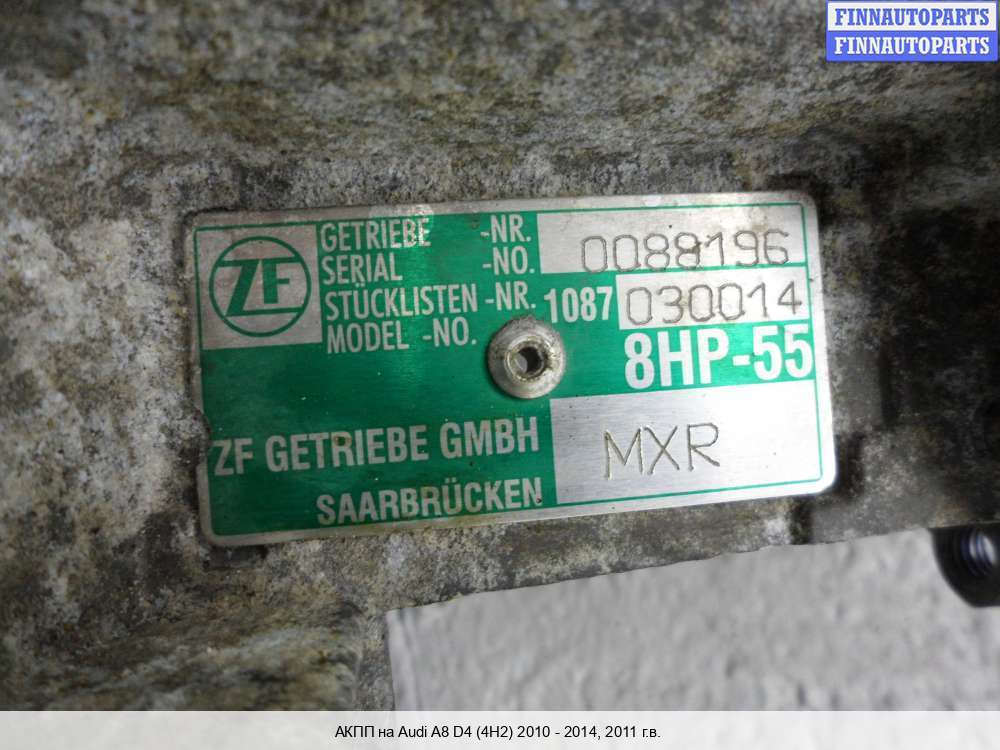 FINNAUTOPARTS
FINNAUTOPARTS
ZF
GETRIEBE -NR.
SERIAL -NO. 0088196
STÜCKLISTEN -NR. 1087 030014
MODEL -NO.
8HP-55
ZF GETRIEBE GMBH
SAARBRÜCKEN
MXR
АКПП на Audi A8 D4 (4H2) 2010 - 2014, 2011 г.в.